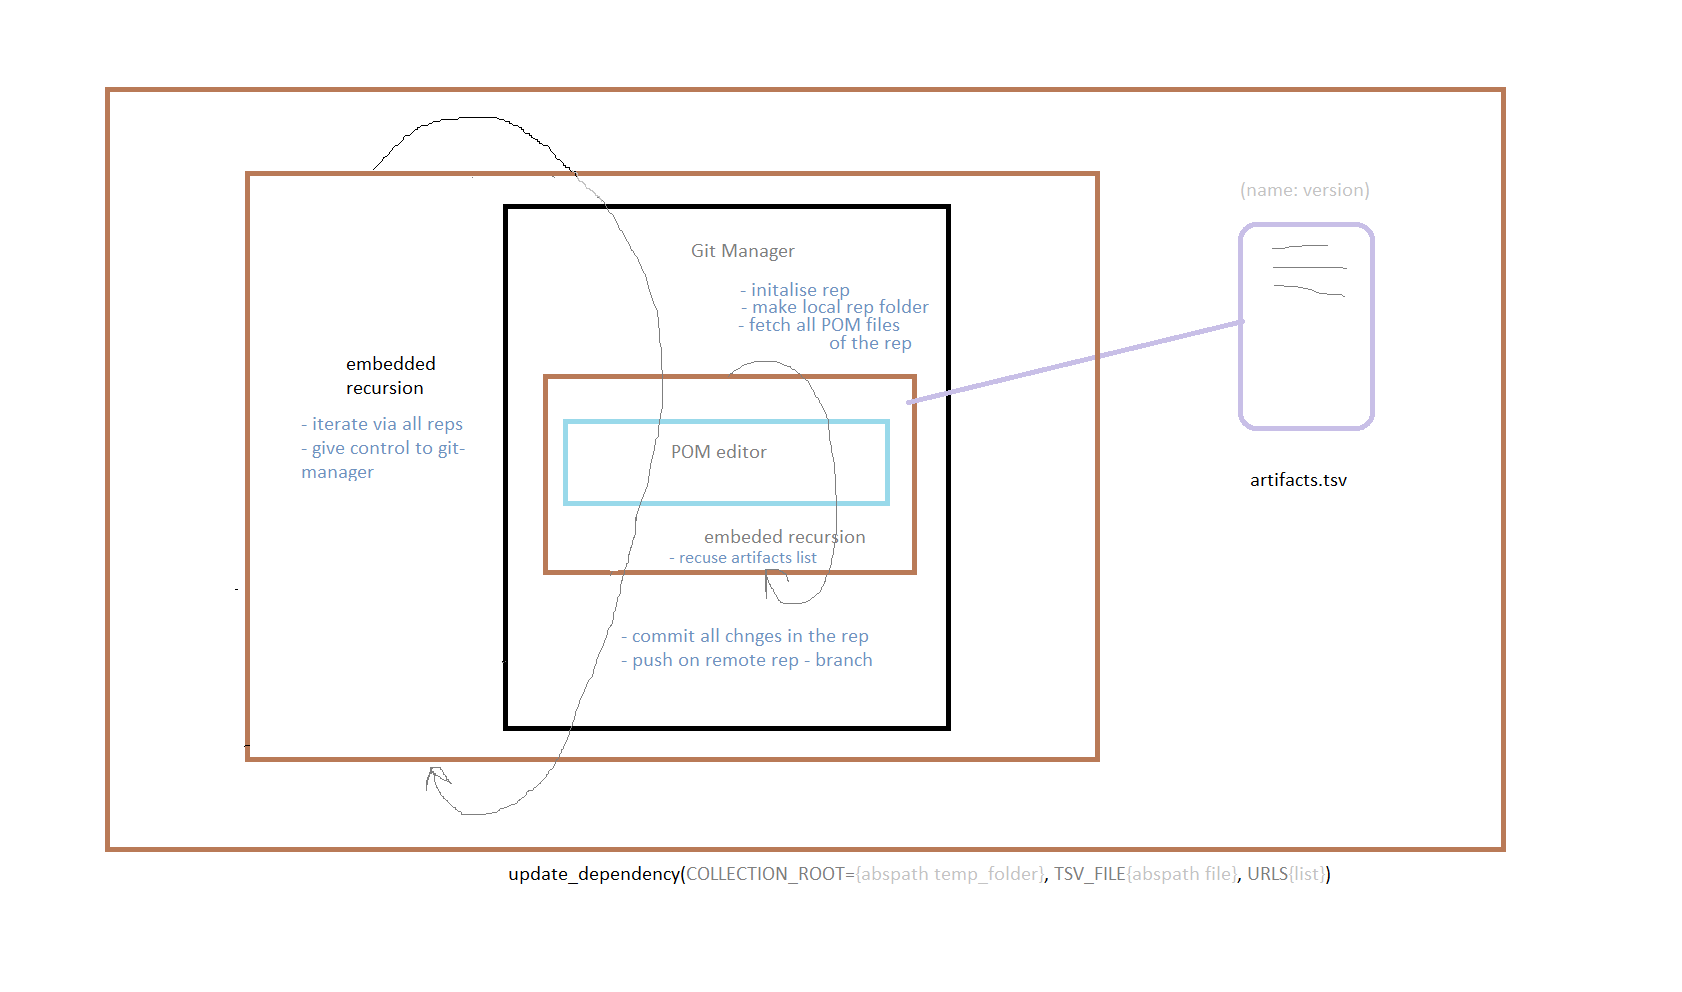 (name: version)
Git Manager
- initalise rep
- make local rep folder
- fetch all POM files
of the rep
embedded
recursion
- iterate via all reps
- give control to git-
manager
POM editor
artifacts.tsv
embeded recursion
- recuse artifacts list
- commit all chnges in the rep
- push on remote rep - branch
update_dependency(COLLECTION_ROOT={abspath temp_folder}, TSV_FILE{abspath file}, URLS{list})